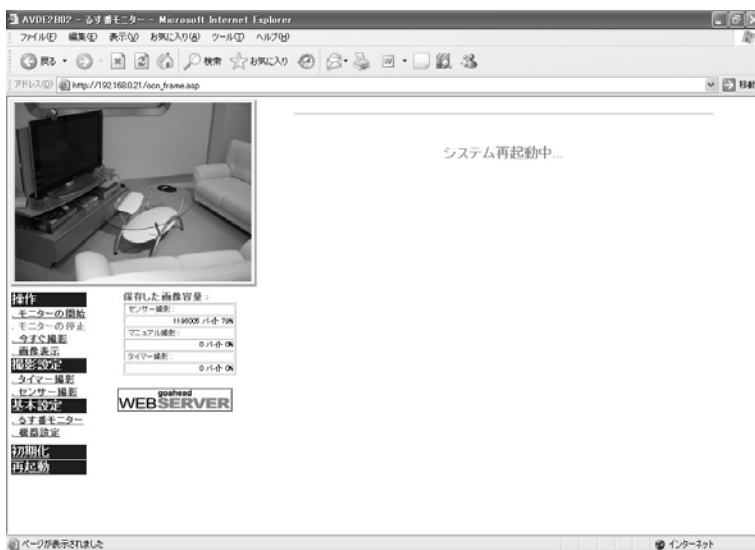 AVDE2B02 - るす番モニター - Microsoft Internet Explorer
ファイル(F) 編集(E) 表示(V) お気に入り(A) ツール(T) ヘルプ(H)
戻る 検索 お気に入り
アドレス(D) http://192.168.0.21/ocn_frame.asp 移動
システム再起動中...
操作
.モニターの開始
.モニターの停止
.今すぐ撮影
.画像表示
撮影設定
.タイマー撮影
.センサー撮影
基本設定
.るす番モニター
.機器設定
初期化
再起動
保存した画像容量:
センサー撮影:
1196006 バイト 79%
マニュアル撮影:
0 バイト 0%
タイマー撮影:
0 バイト 0%
goahead
WEBSERVER
ページが表示されました インターネット